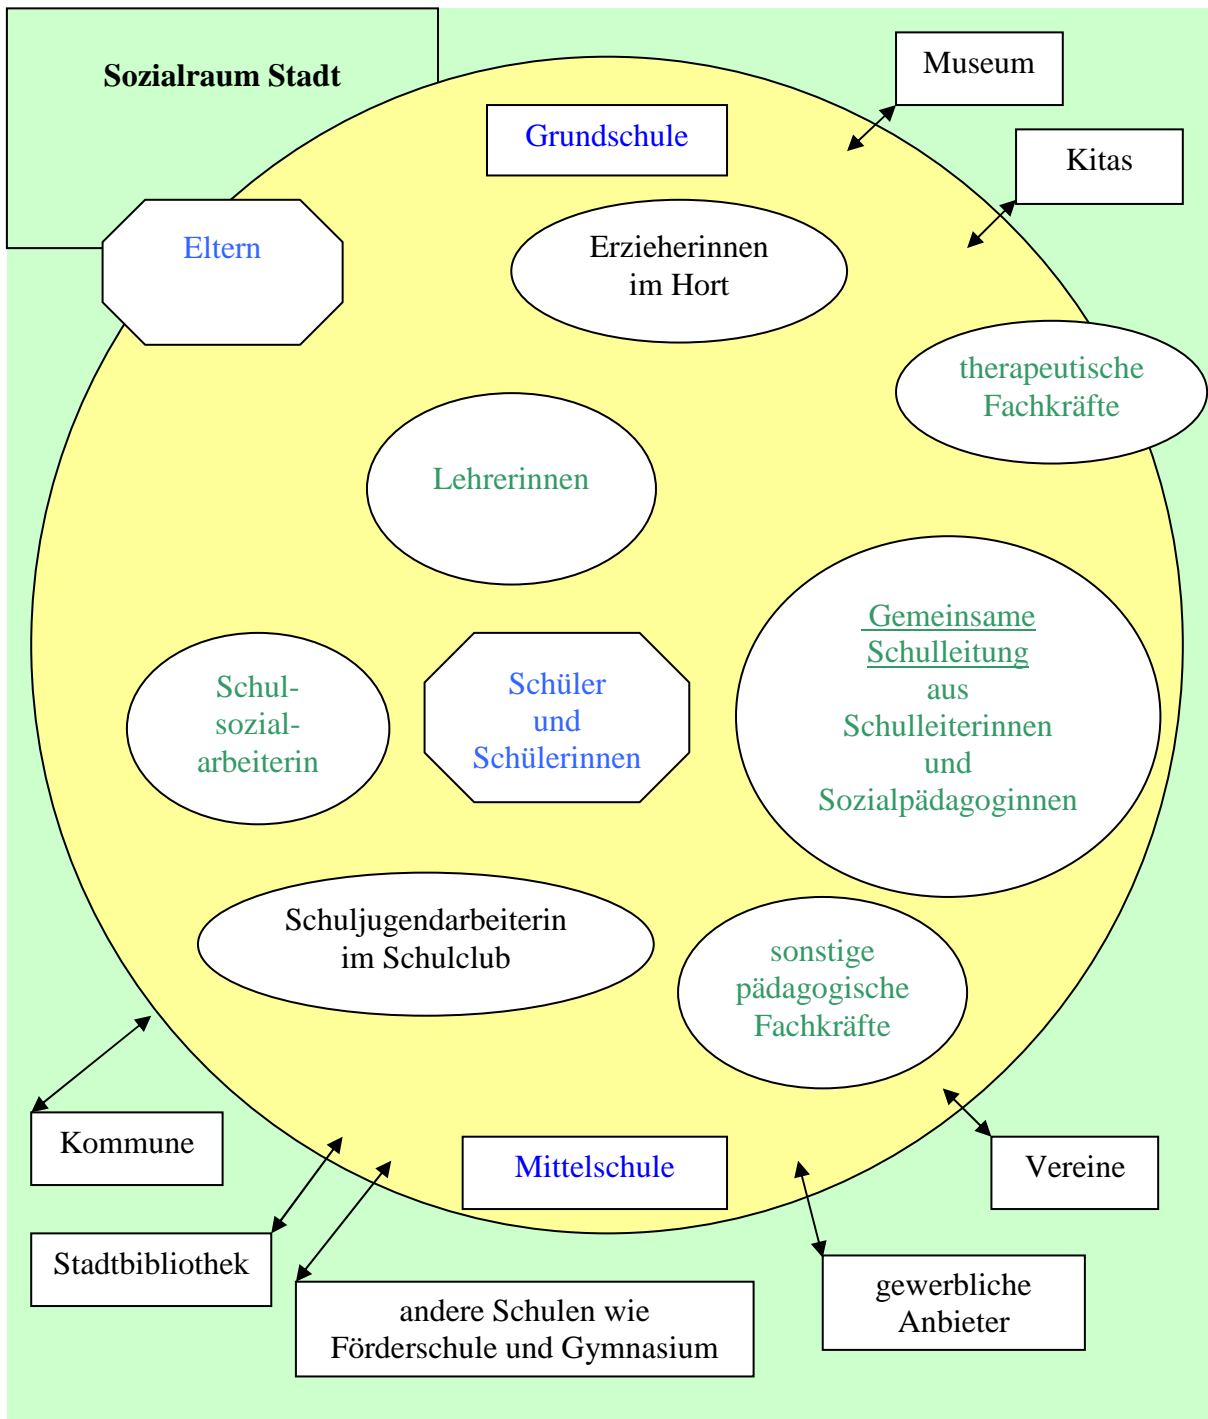 Sozialraum Stadt
Museum
Grundschule
Kitas
Eltern
Erzieherinnen
im Hort
therapeutische
Fachkräfte
Lehrerinnen
Gemeinsame
Schulleitung
aus
Schulleiterinnen
und
Sozialpädagoginnen
Schul-
sozial-
arbeiterin
Schüler
und
Schülerinnen
Schuljugendarbeiterin
im Schulclub
sonstige
pädagogische
Fachkräfte
Kommune
Mittelschule
Vereine
Stadtbibliothek
andere Schulen wie
Förderschule und Gymnasium
gewerbliche
Anbieter